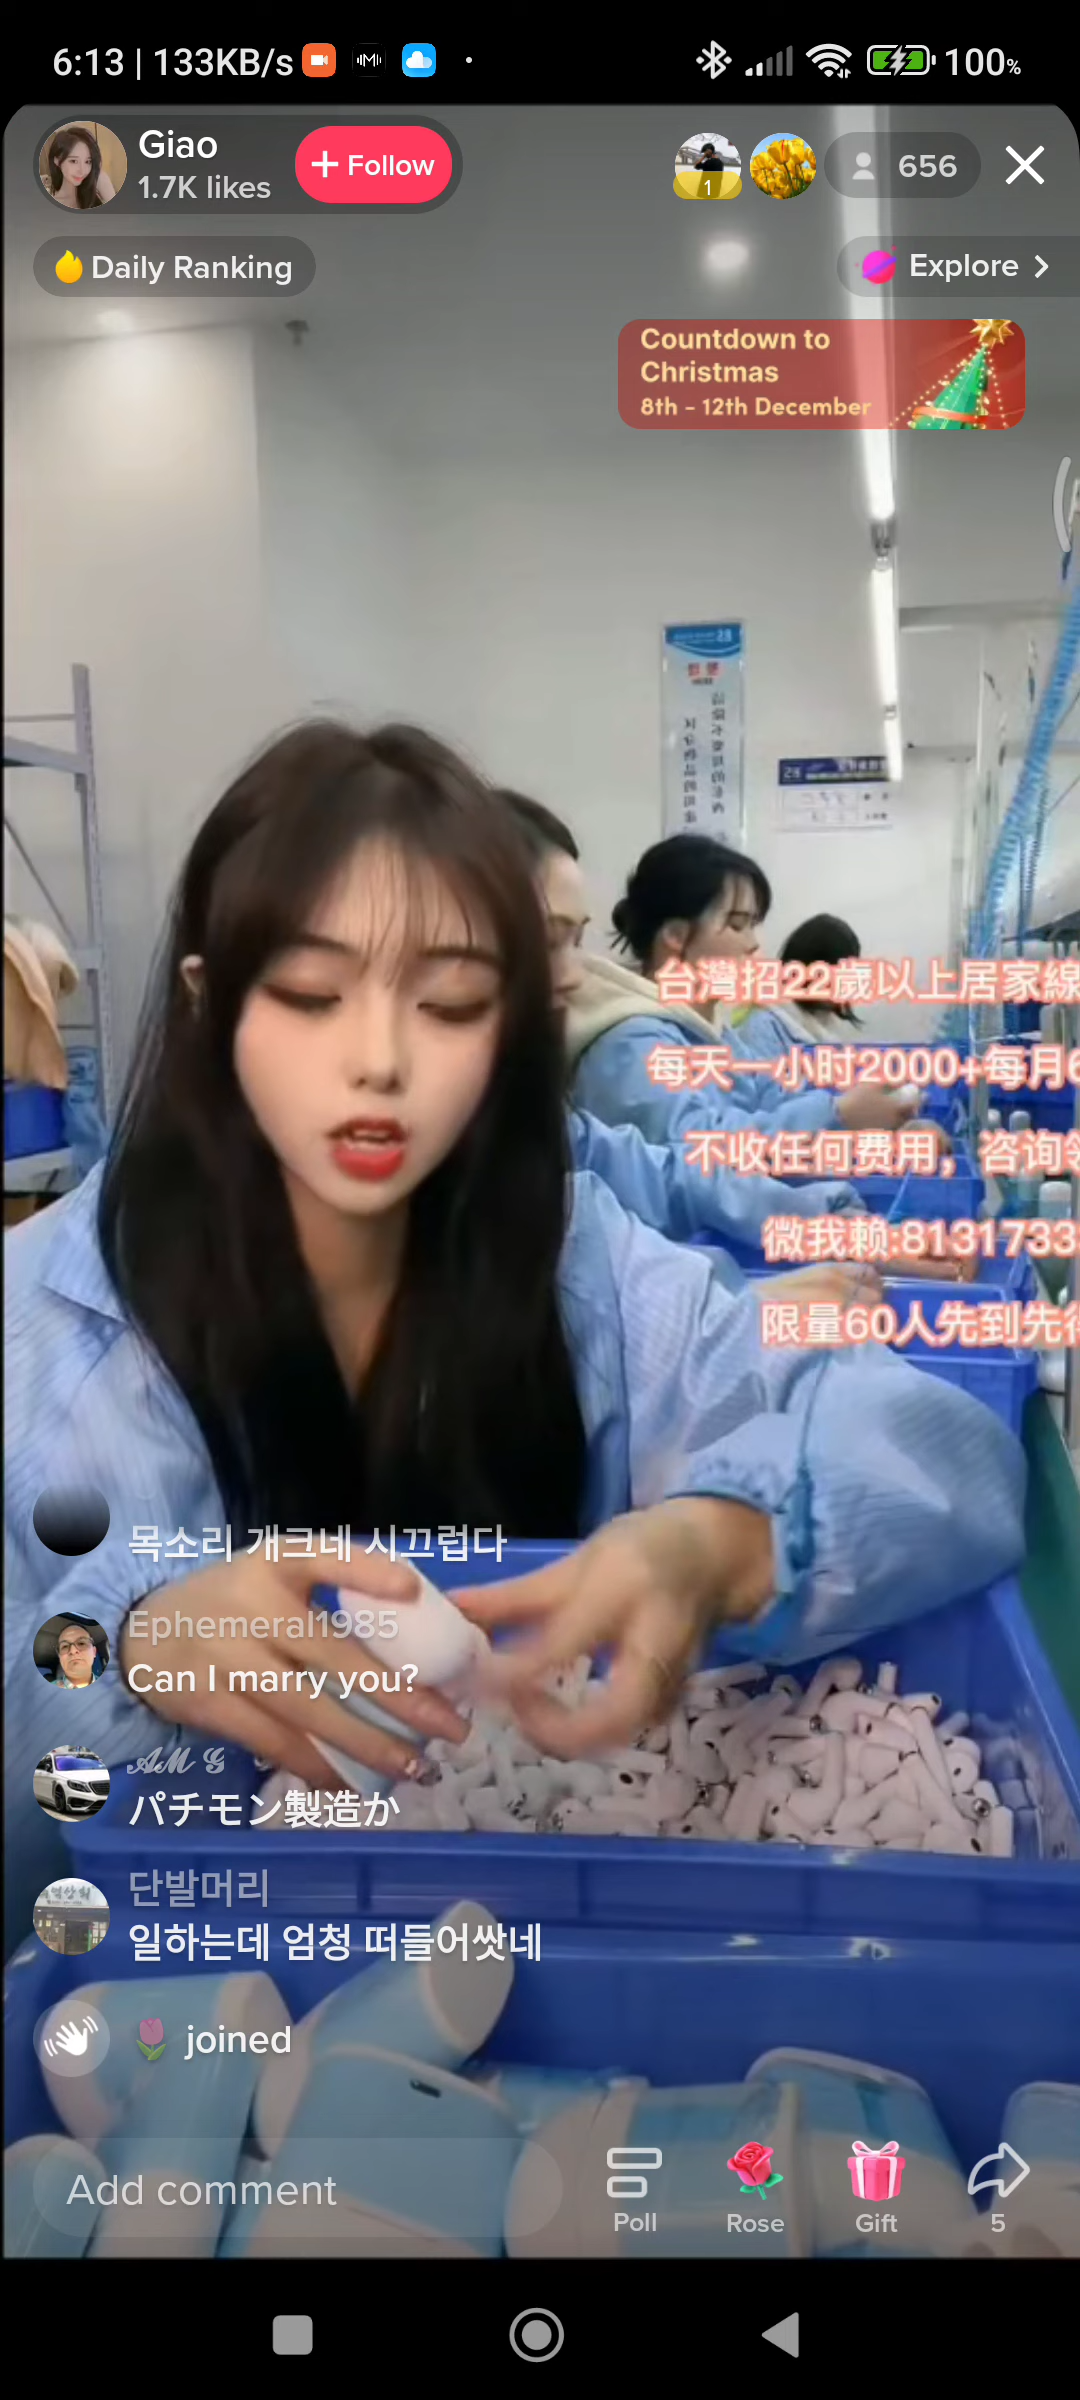 6:13 | 133KB/s
100%
Giao
1.7K likes
+ Follow
1
656
Daily Ranking
Explore
Countdown to
Christmas
8th - 12th December
台灣招22歲以上居家線
每天一小时2000+每月6
不收任何费用，咨询
微我赖:8131733
限量60人先到先得
목소리 개크네 시끄럽다
Ephemeral1985
Can I marry you?
𝒜ℳ 𝒢
パチモン製造か
단발머리
일하는데 엄청 떠들어쌋네
joined
Add comment
Poll
Rose
Gift
5